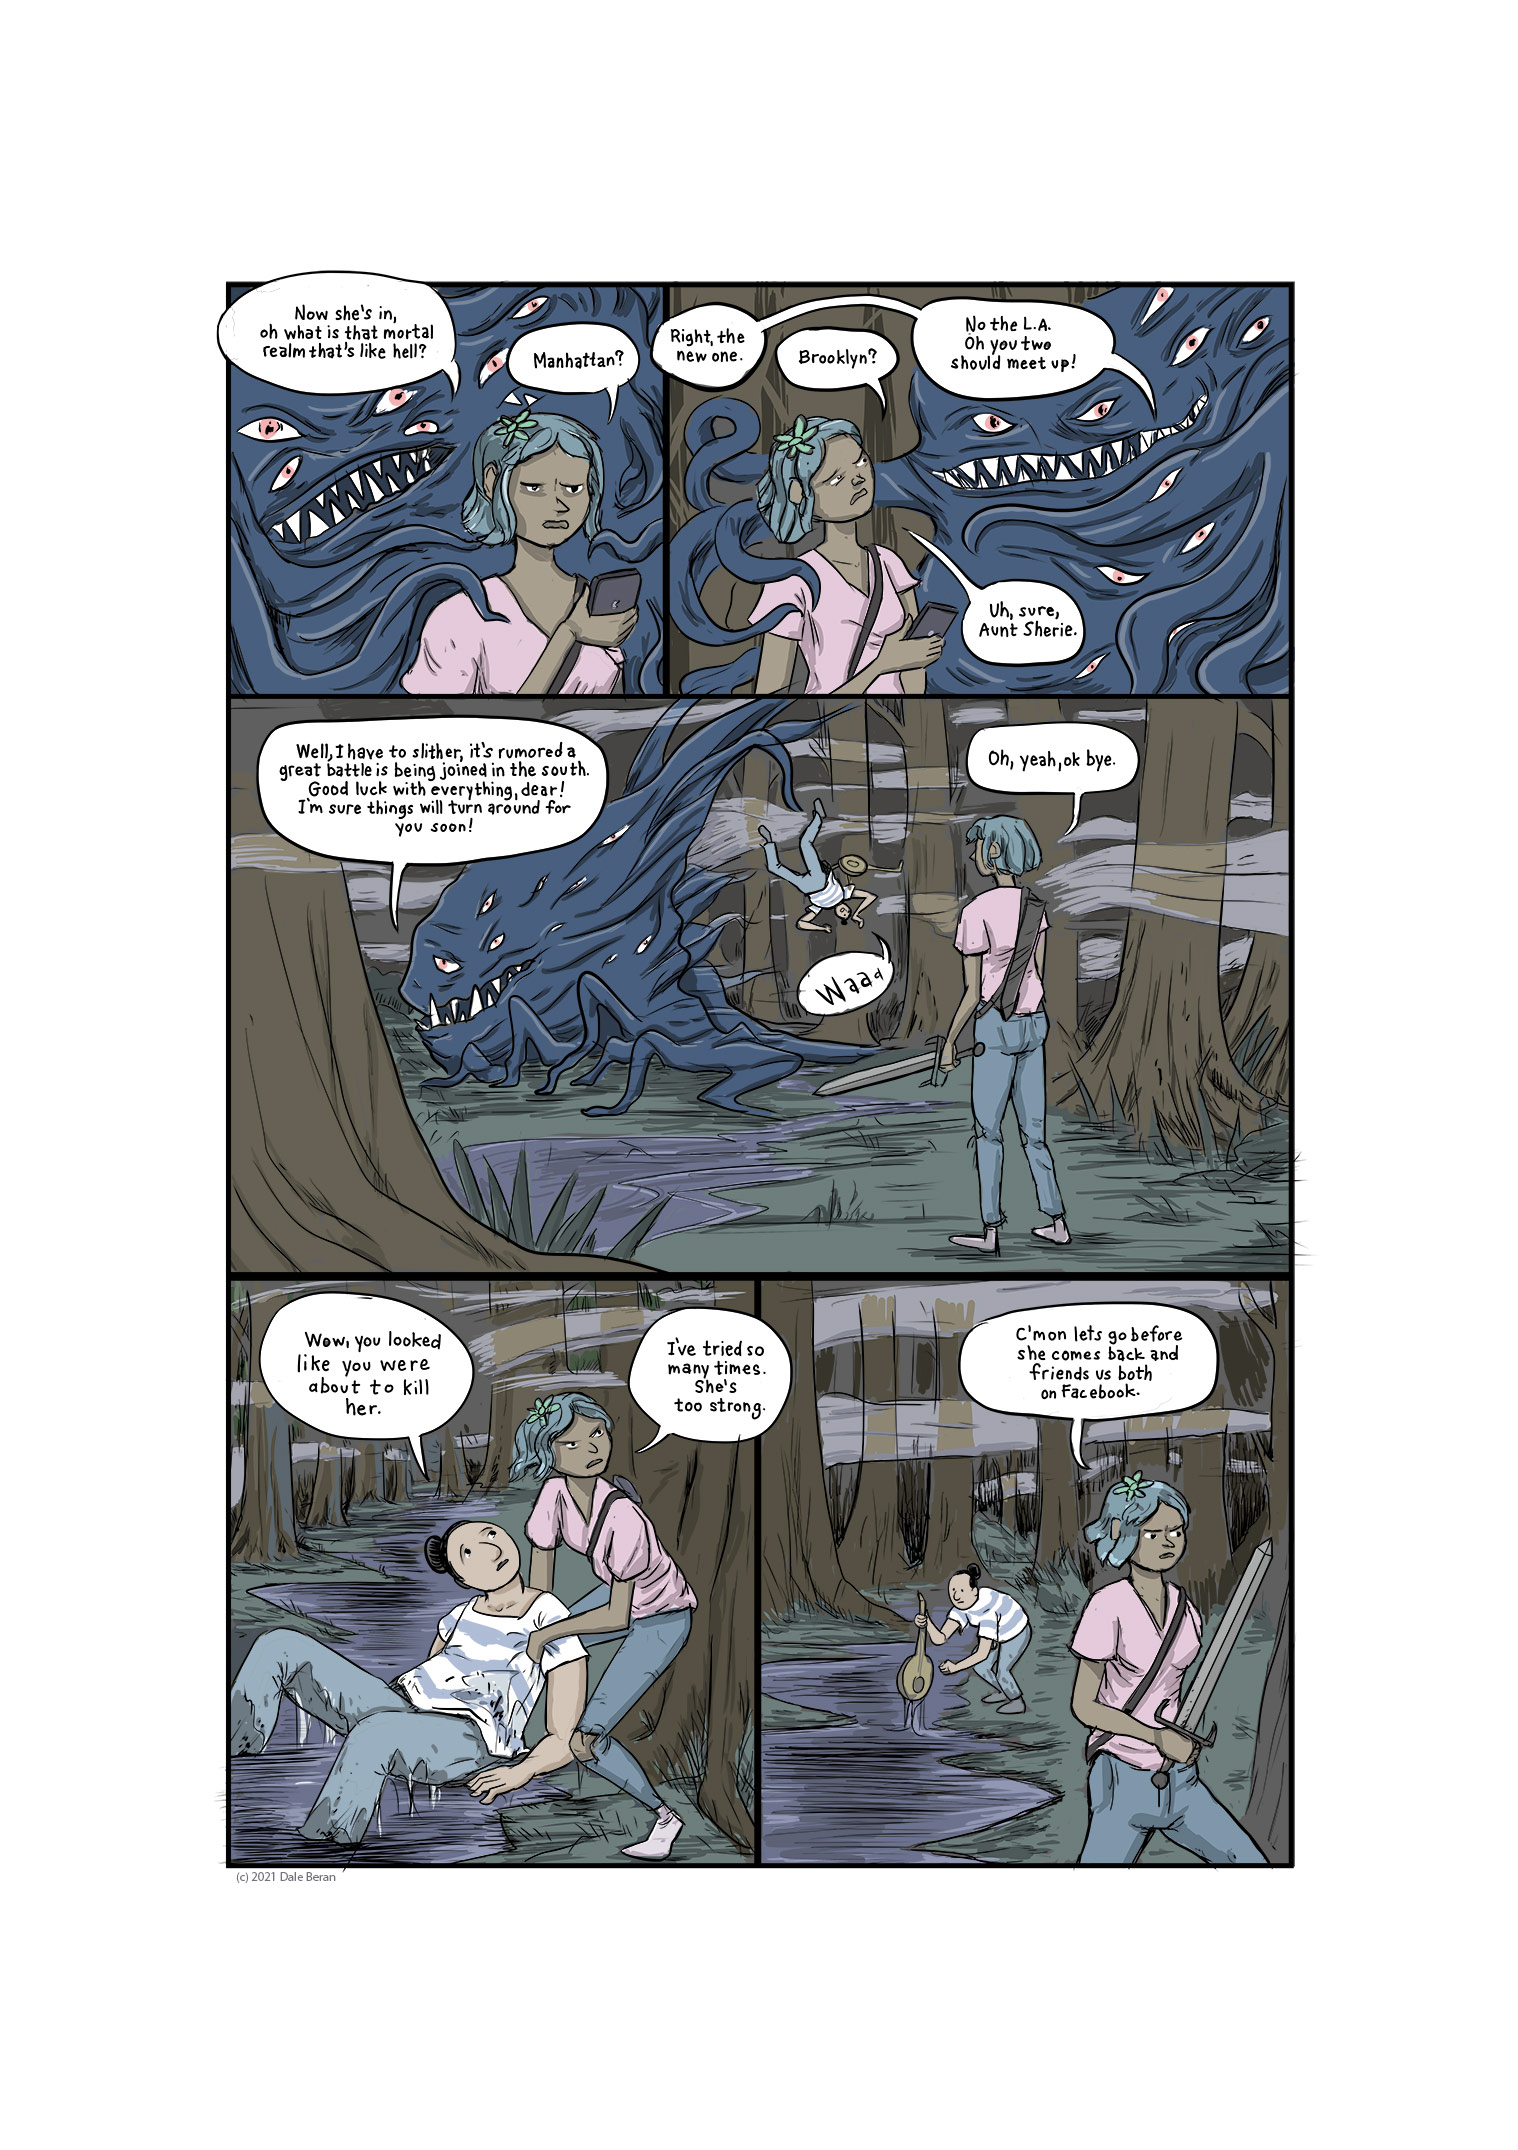 Now she's in,
oh what is that mortal
realm that's like hell?
Manhattan?
Right, the
new one.
Brooklyn?
No the L.A.
Oh you two
should meet up!
Uh, sure,
Aunt Sherie.
Well, I have to slither, it's rumored a
great battle is being joined in the south.
Good luck with everything, dear!
I'm sure things will turn around for
you soon!
Oh, yeah, ok bye.
Waaa
Wow, you looked
like you were
about to kill
her.
I've tried so
many times.
She's
too strong.
C'mon lets go before
she comes back and
friends us both
on Facebook.
(c) 2021 Dale Beran